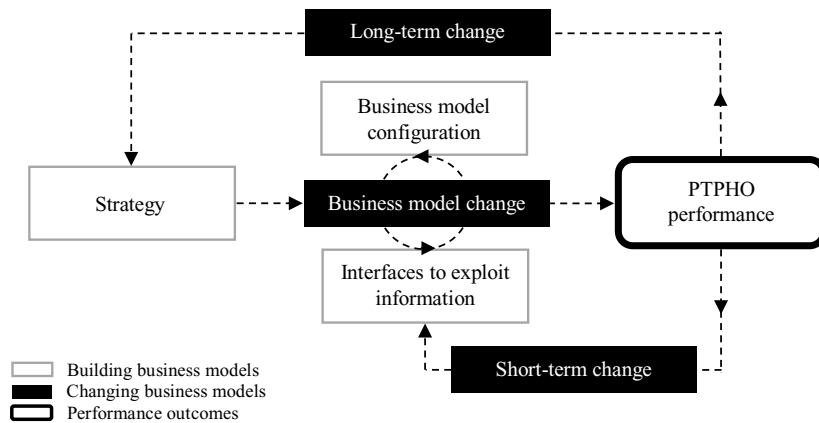 Long-term change
Business model
configuration
Strategy
Business model change
PTPHO
performance
Interfaces to exploit
information
Short-term change
Building business models
Changing business models
Performance outcomes